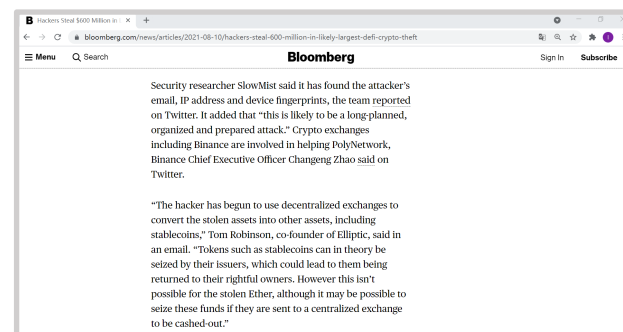 Hackers Steal $600 Million in
bloomberg.com/news/articles/2021-08-10/hackers-steal-600-million-in-likely-largest-defi-crypto-theft
Menu Search Bloomberg Sign In Subscribe
Security researcher SlowMist said it has found the attacker's
email, IP address and device fingerprints, the team reported
on Twitter. It added that “this is likely to be a long-planned,
organized and prepared attack.” Crypto exchanges
including Binance are involved in helping PolyNetwork,
Binance Chief Executive Officer Changeng Zhao said on
Twitter.
“The hacker has begun to use decentralized exchanges to
convert the stolen assets into other assets, including
stablecoins,” Tom Robinson, co-founder of Elliptic, said in
an email. “Tokens such as stablecoins can in theory be
seized by their issuers, which could lead to them being
returned to their rightful owners. However this isn't
possible for the stolen Ether, although it may be possible to
seize these funds if they are sent to a centralized exchange
to be cashed-out.”